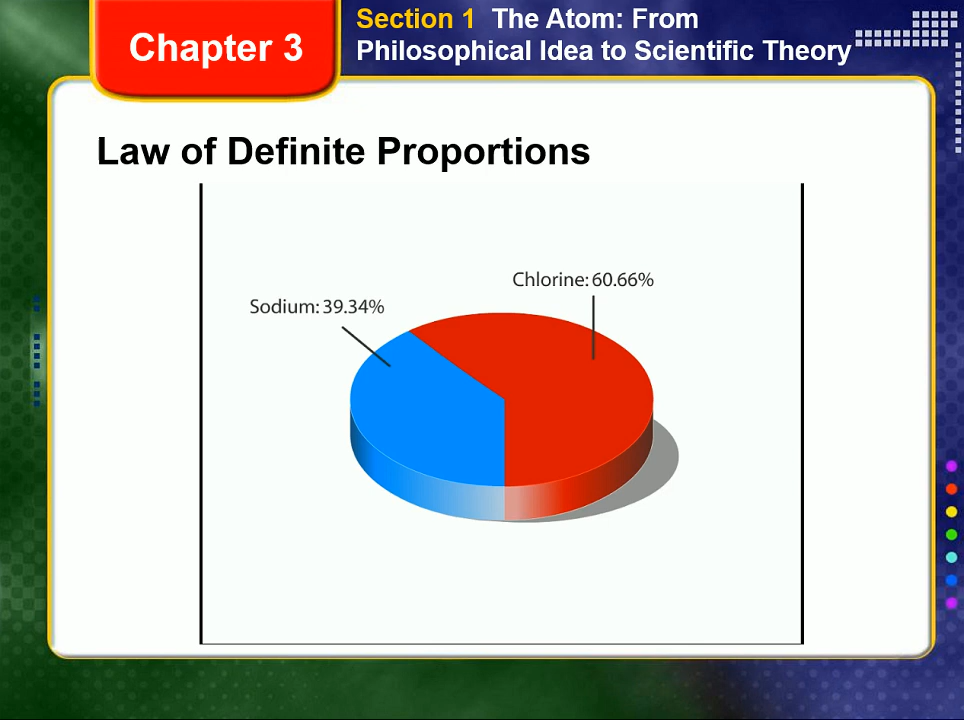 Chapter 3
Section 1 The Atom: From
Philosophical Idea to Scientific Theory
Law of Definite Proportions
Chlorine: 60.66%
Sodium: 39.34%